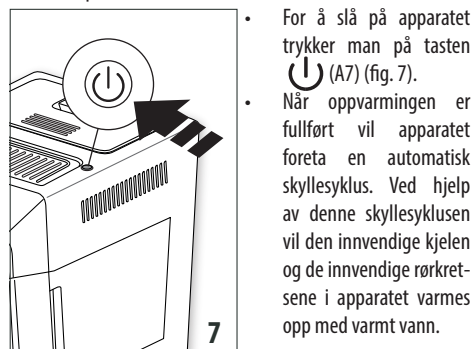 • For å slå på apparatet
trykker man på tasten
(A7) (fig. 7).
• Når oppvarmingen er
fullført vil apparatet
foreta en automatisk
skyllesyklus. Ved hjelp
av denne skyllesyklusen
vil den innvendige kjelen
og de innvendige rørkret-
sene i apparatet varmes
opp med varmt vann.
7